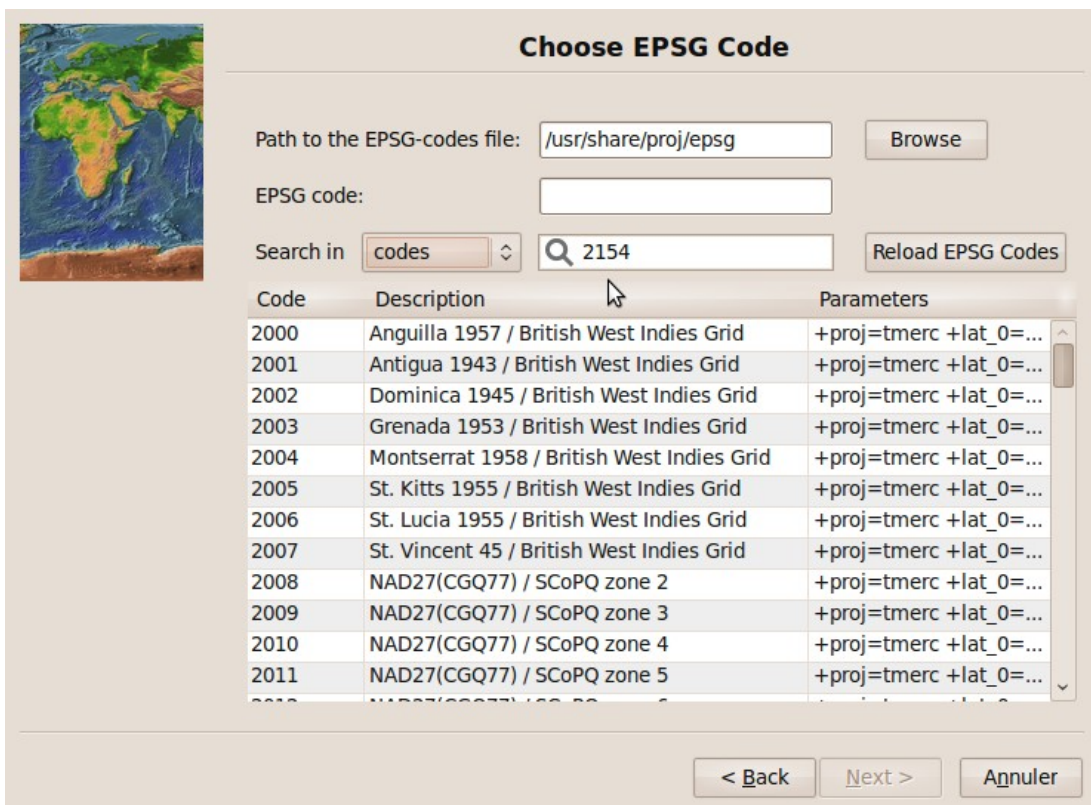 Choose EPSG Code
Path to the EPSG-codes file: /usr/share/proj/epsg Browse
EPSG code:
Search in codes 2154 Reload EPSG Codes
Code Description Parameters
2000 Anguilla 1957 / British West Indies Grid +proj=tmerc +lat_0=...
2001 Antigua 1943 / British West Indies Grid +proj=tmerc +lat_0=...
2002 Dominica 1945 / British West Indies Grid +proj=tmerc +lat_0=...
2003 Grenada 1953 / British West Indies Grid +proj=tmerc +lat_0=...
2004 Montserrat 1958 / British West Indies Grid +proj=tmerc +lat_0=...
2005 St. Kitts 1955 / British West Indies Grid +proj=tmerc +lat_0=...
2006 St. Lucia 1955 / British West Indies Grid +proj=tmerc +lat_0=...
2007 St. Vincent 45 / British West Indies Grid +proj=tmerc +lat_0=...
2008 NAD27(CGQ77) / SCoPQ zone 2 +proj=tmerc +lat_0=...
2009 NAD27(CGQ77) / SCoPQ zone 3 +proj=tmerc +lat_0=...
2010 NAD27(CGQ77) / SCoPQ zone 4 +proj=tmerc +lat_0=...
2011 NAD27(CGQ77) / SCoPQ zone 5 +proj=tmerc +lat_0=...
< Back Next > Annuler